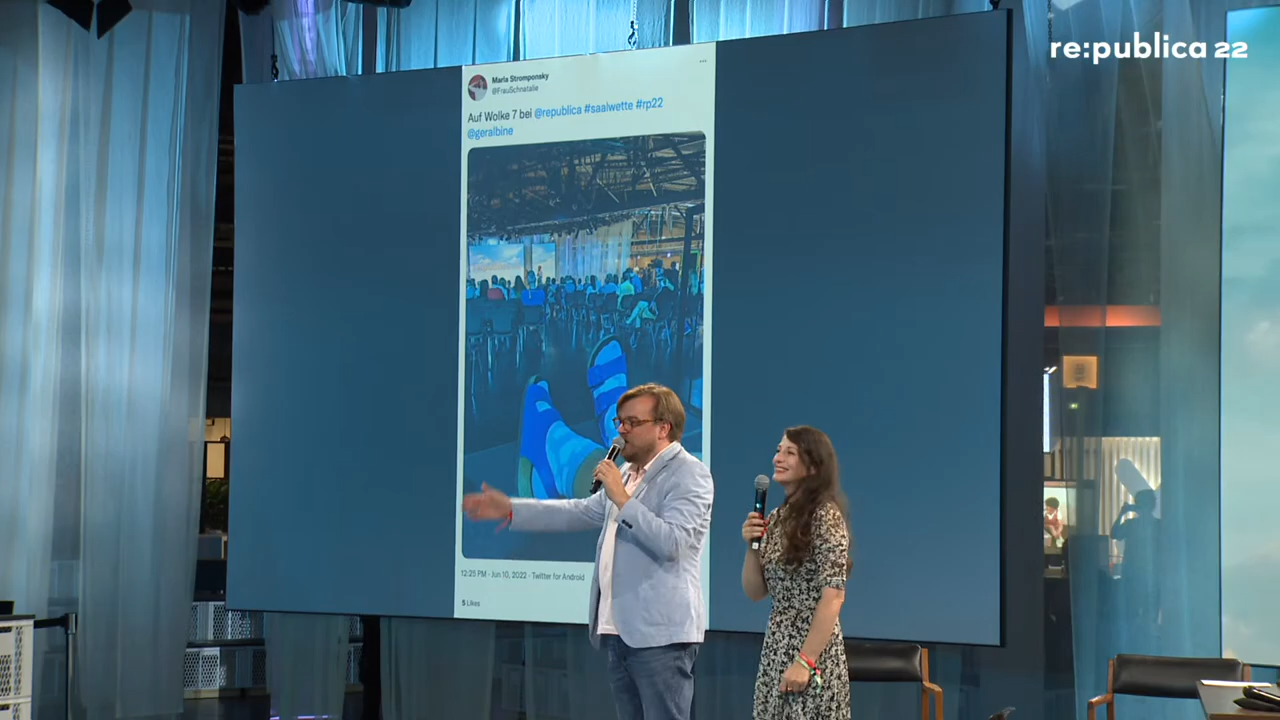 re:publica 22
Maria Stromponsky
@FrauSchnatalie
Auf Wolke 7 bei @republica #saalwette #rp22
@geralbine
12:25 PM · Jun 10, 2022 · Twitter for Android
5 Likes